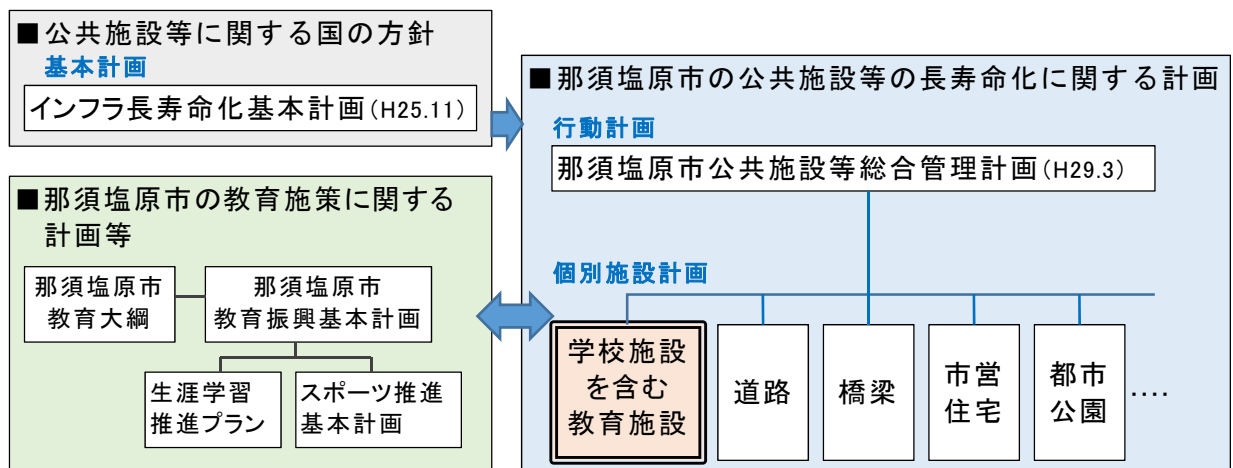 ■公共施設等に関する国の方針
基本計画
インフラ長寿命化基本計画(H25.11)
■那須塩原市の教育施策に関する
計画等
那須塩原市
教育大綱
那須塩原市
教育振興基本計画
生涯学習
推進プラン
スポーツ推進
基本計画
■那須塩原市の公共施設等の長寿命化に関する計画
行動計画
那須塩原市公共施設等総合管理計画(H29.3)
個別施設計画
学校施設
を含む
教育施設
道路
橋梁
市営
住宅
都市
公園
‥‥